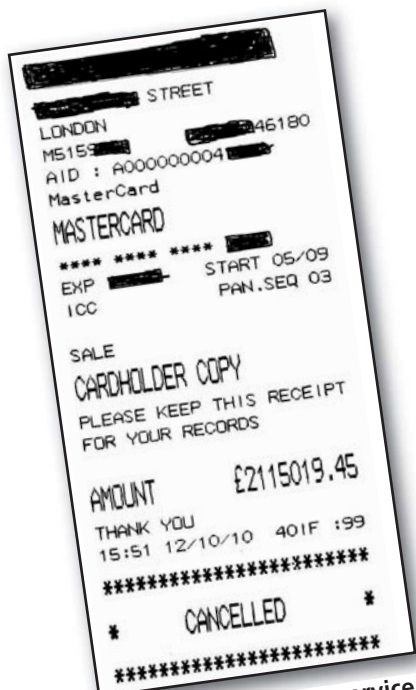 STREET
LONDON
M5159 46180
AID : A000000004
MasterCard
MASTERCARD
**** **** ****
EXP START 05/09
ICC PAN.SEQ 03
SALE
CARDHOLDER COPY
PLEASE KEEP THIS RECEIPT
FOR YOUR RECORDS
AMOUNT £2115019.45
THANK YOU
15:51 12/10/10 401F :99
************************
* CANCELLED *
************************